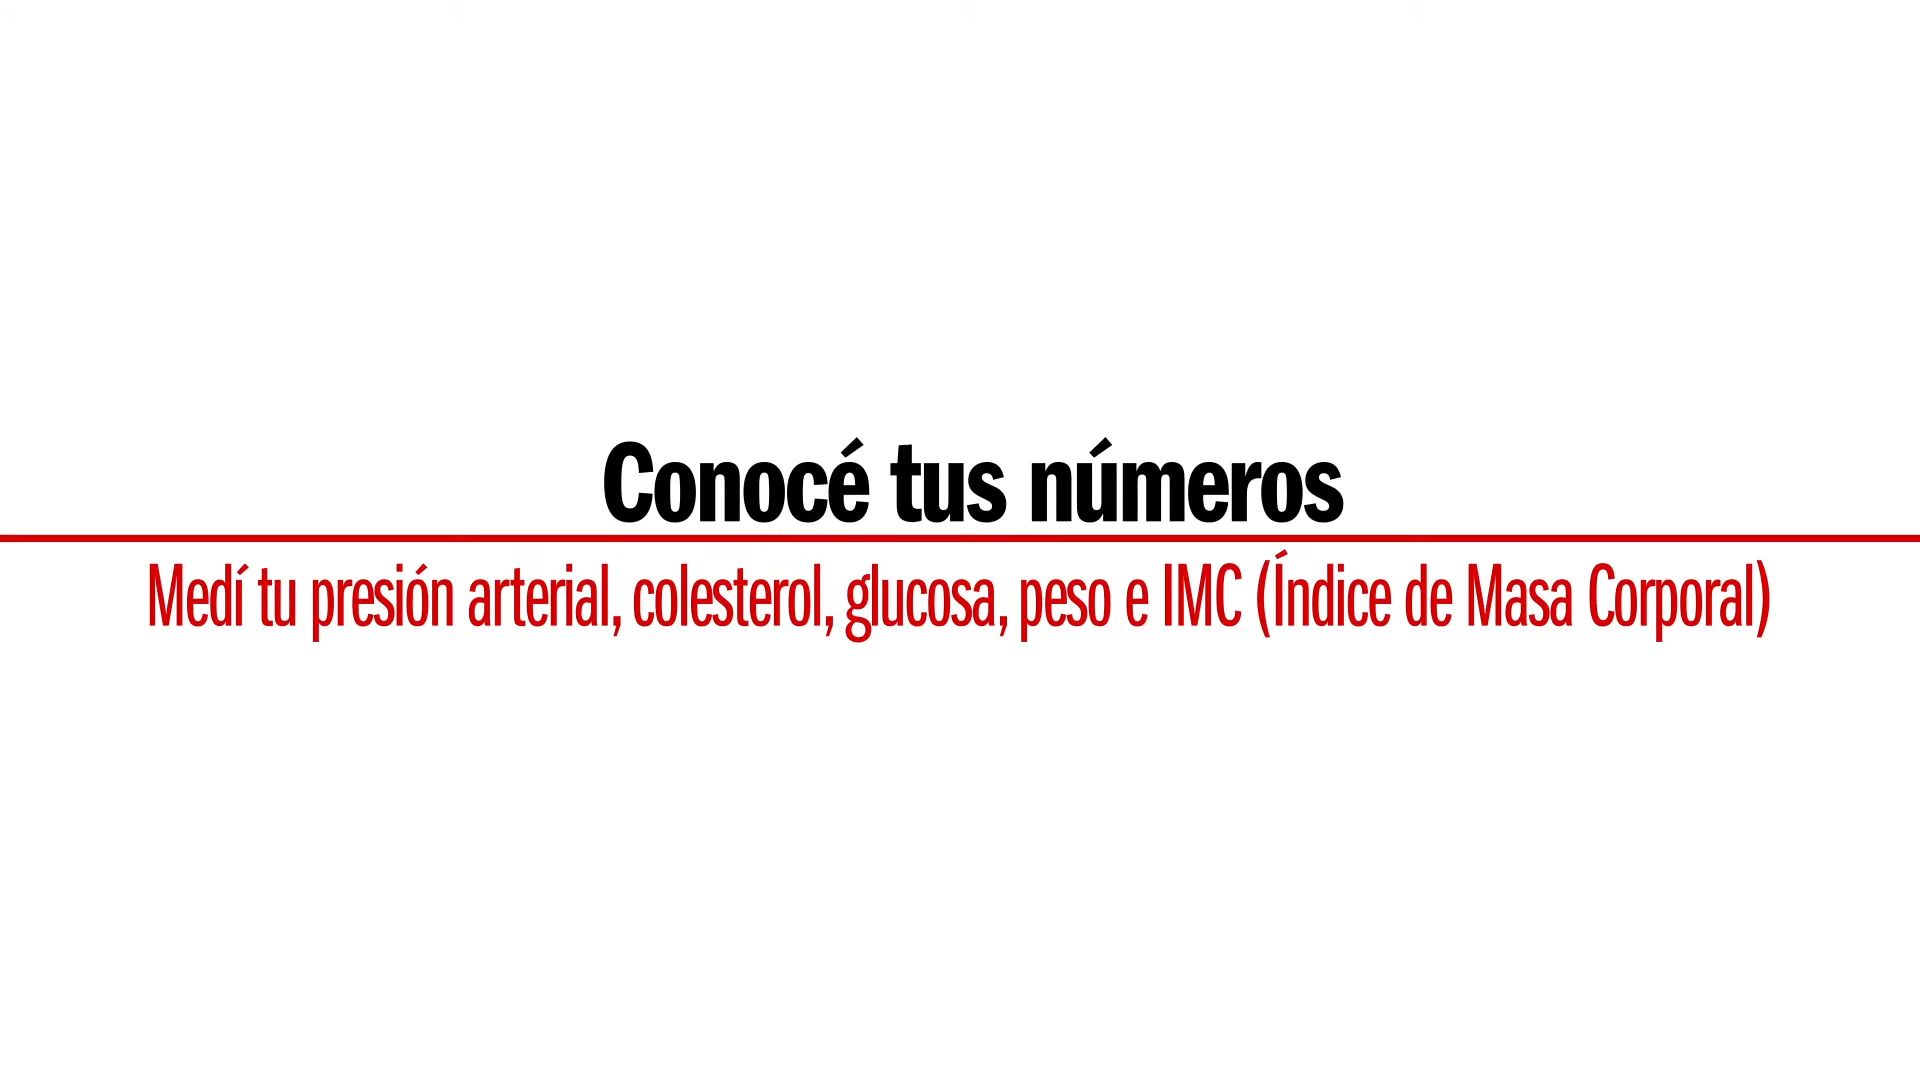 Conocé tus números
Medí tu presión arterial, colesterol, glucosa, peso e IMC (Índice de Masa Corporal)